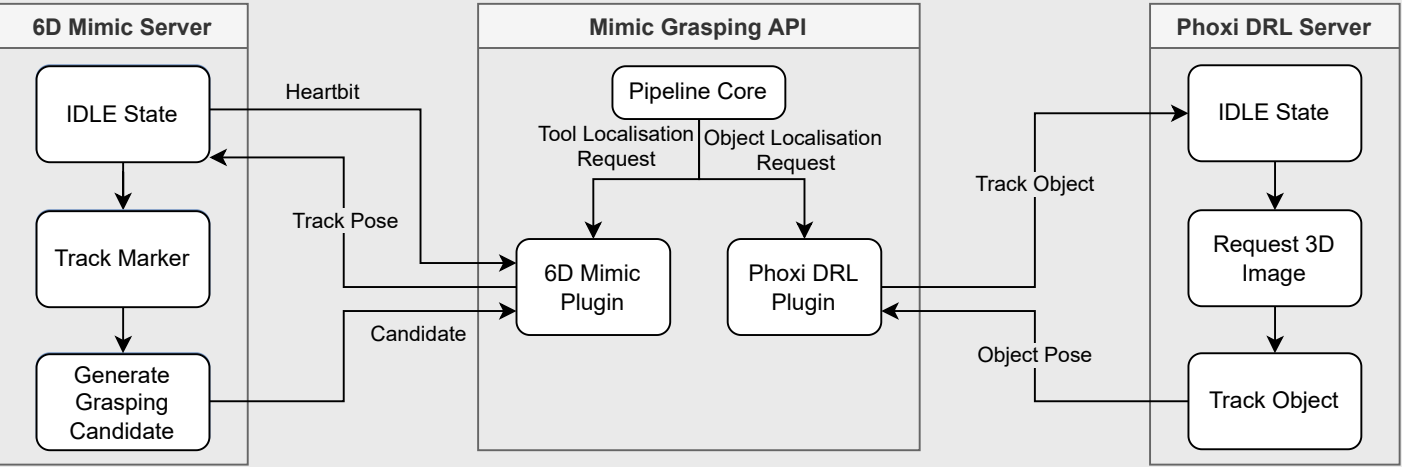 6D Mimic Server
IDLE State
Track Marker
Generate
Grasping
Candidate
Heartbit
Track Pose
Candidate
Mimic Grasping API
Pipeline Core
Tool Localisation
Request
Object Localisation
Request
6D Mimic
Plugin
Phoxi DRL
Plugin
Track Object
Object Pose
Phoxi DRL Server
IDLE State
Request 3D
Image
Track Object